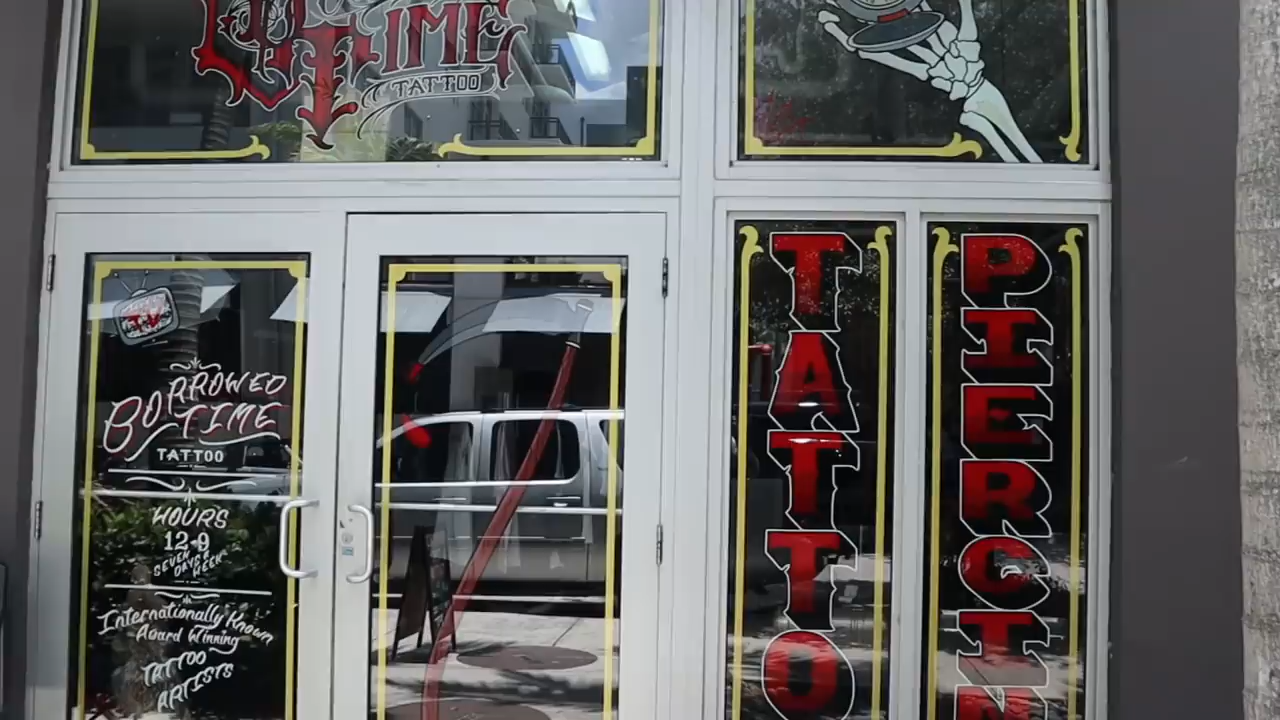 TIME
TATTOO
BORROWED
TIME
TATTOO
HOURS
12-9
SEVEN
DAYS A
WEEK
Internationally Known
Award Winning
TATTOO
ARTISTS
TATTO
PIERCIN